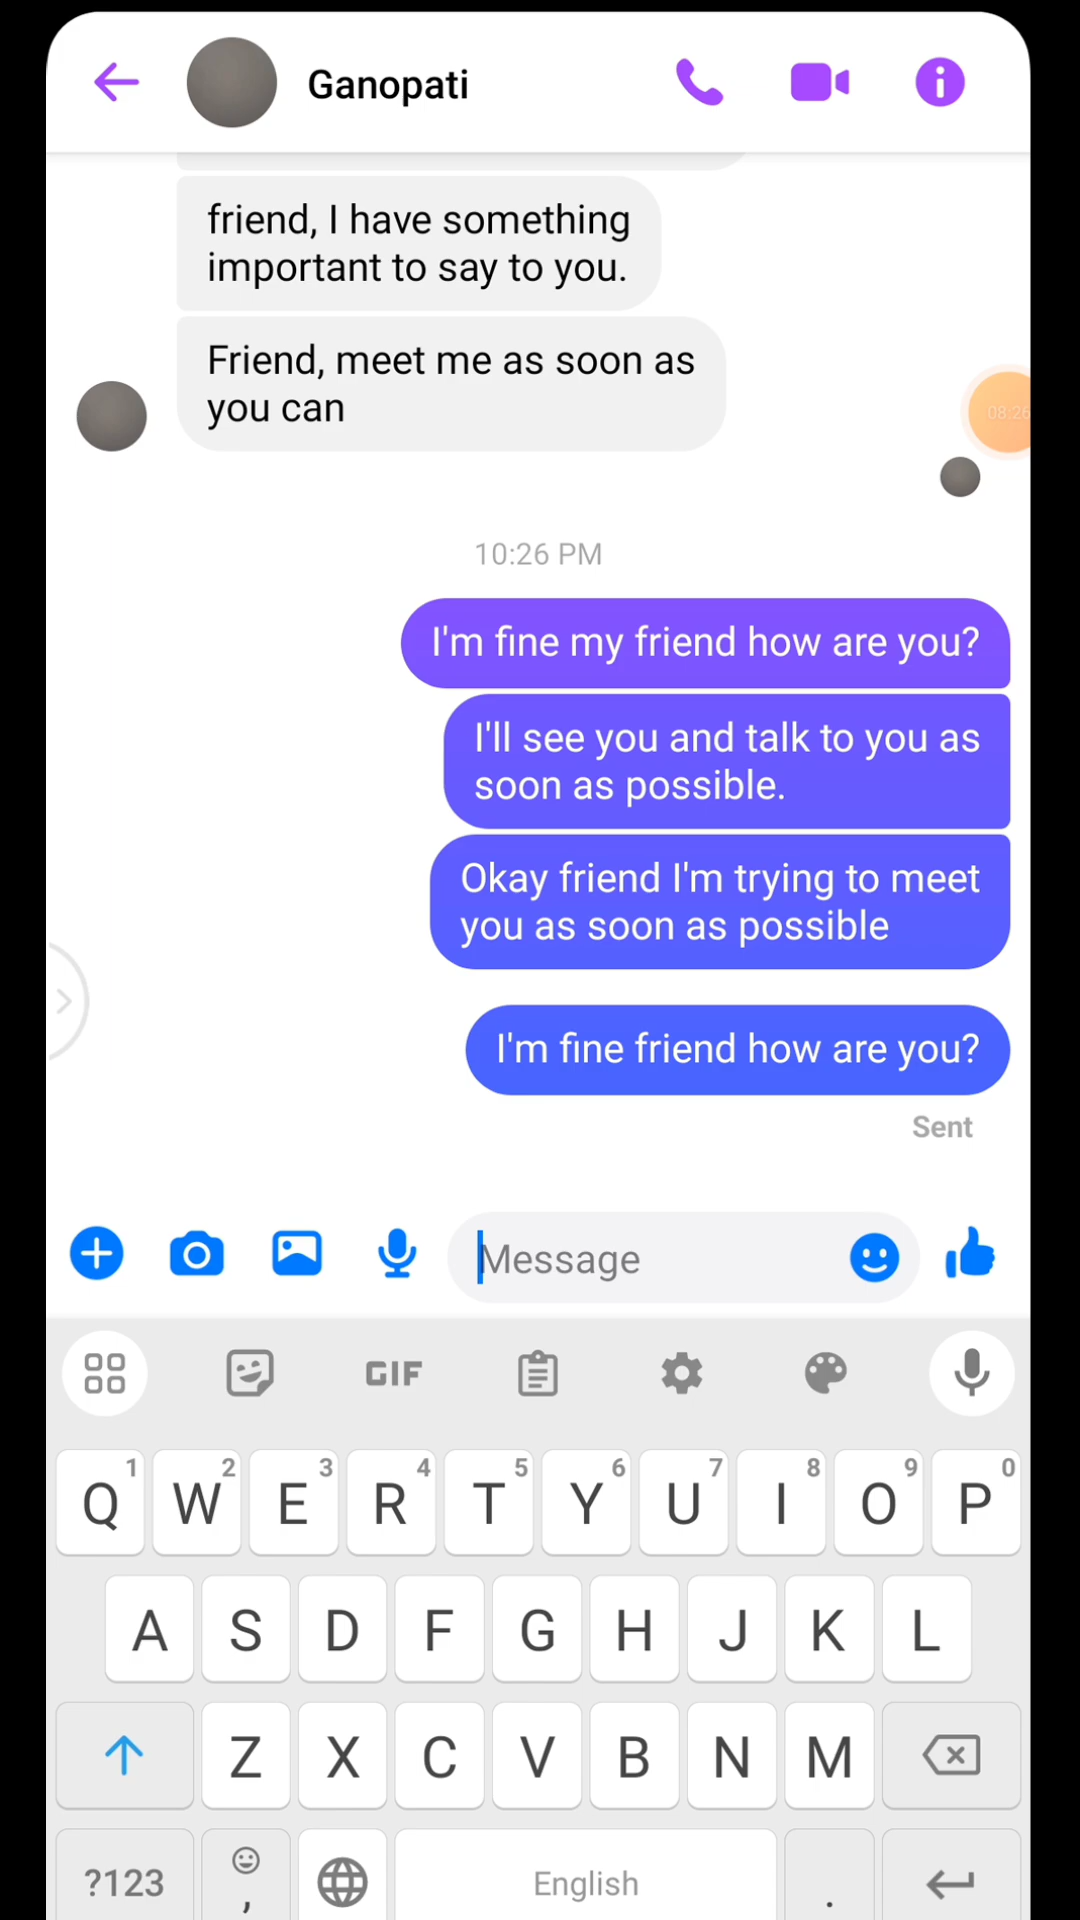 Ganopati
friend, I have something
important to say to you.
Friend, meet me as soon as
you can
08:26
10:26 PM
I'm fine my friend how are you?
I'll see you and talk to you as
soon as possible.
Okay friend I'm trying to meet
you as soon as possible
I'm fine friend how are you?
Sent
Message
GIF
Q 1 W 2 E 3 R 4 T 5 Y 6 U 7 I 8 O 9 P 0
A S D F G H J K L
Z X C V B N M
?123 , English .